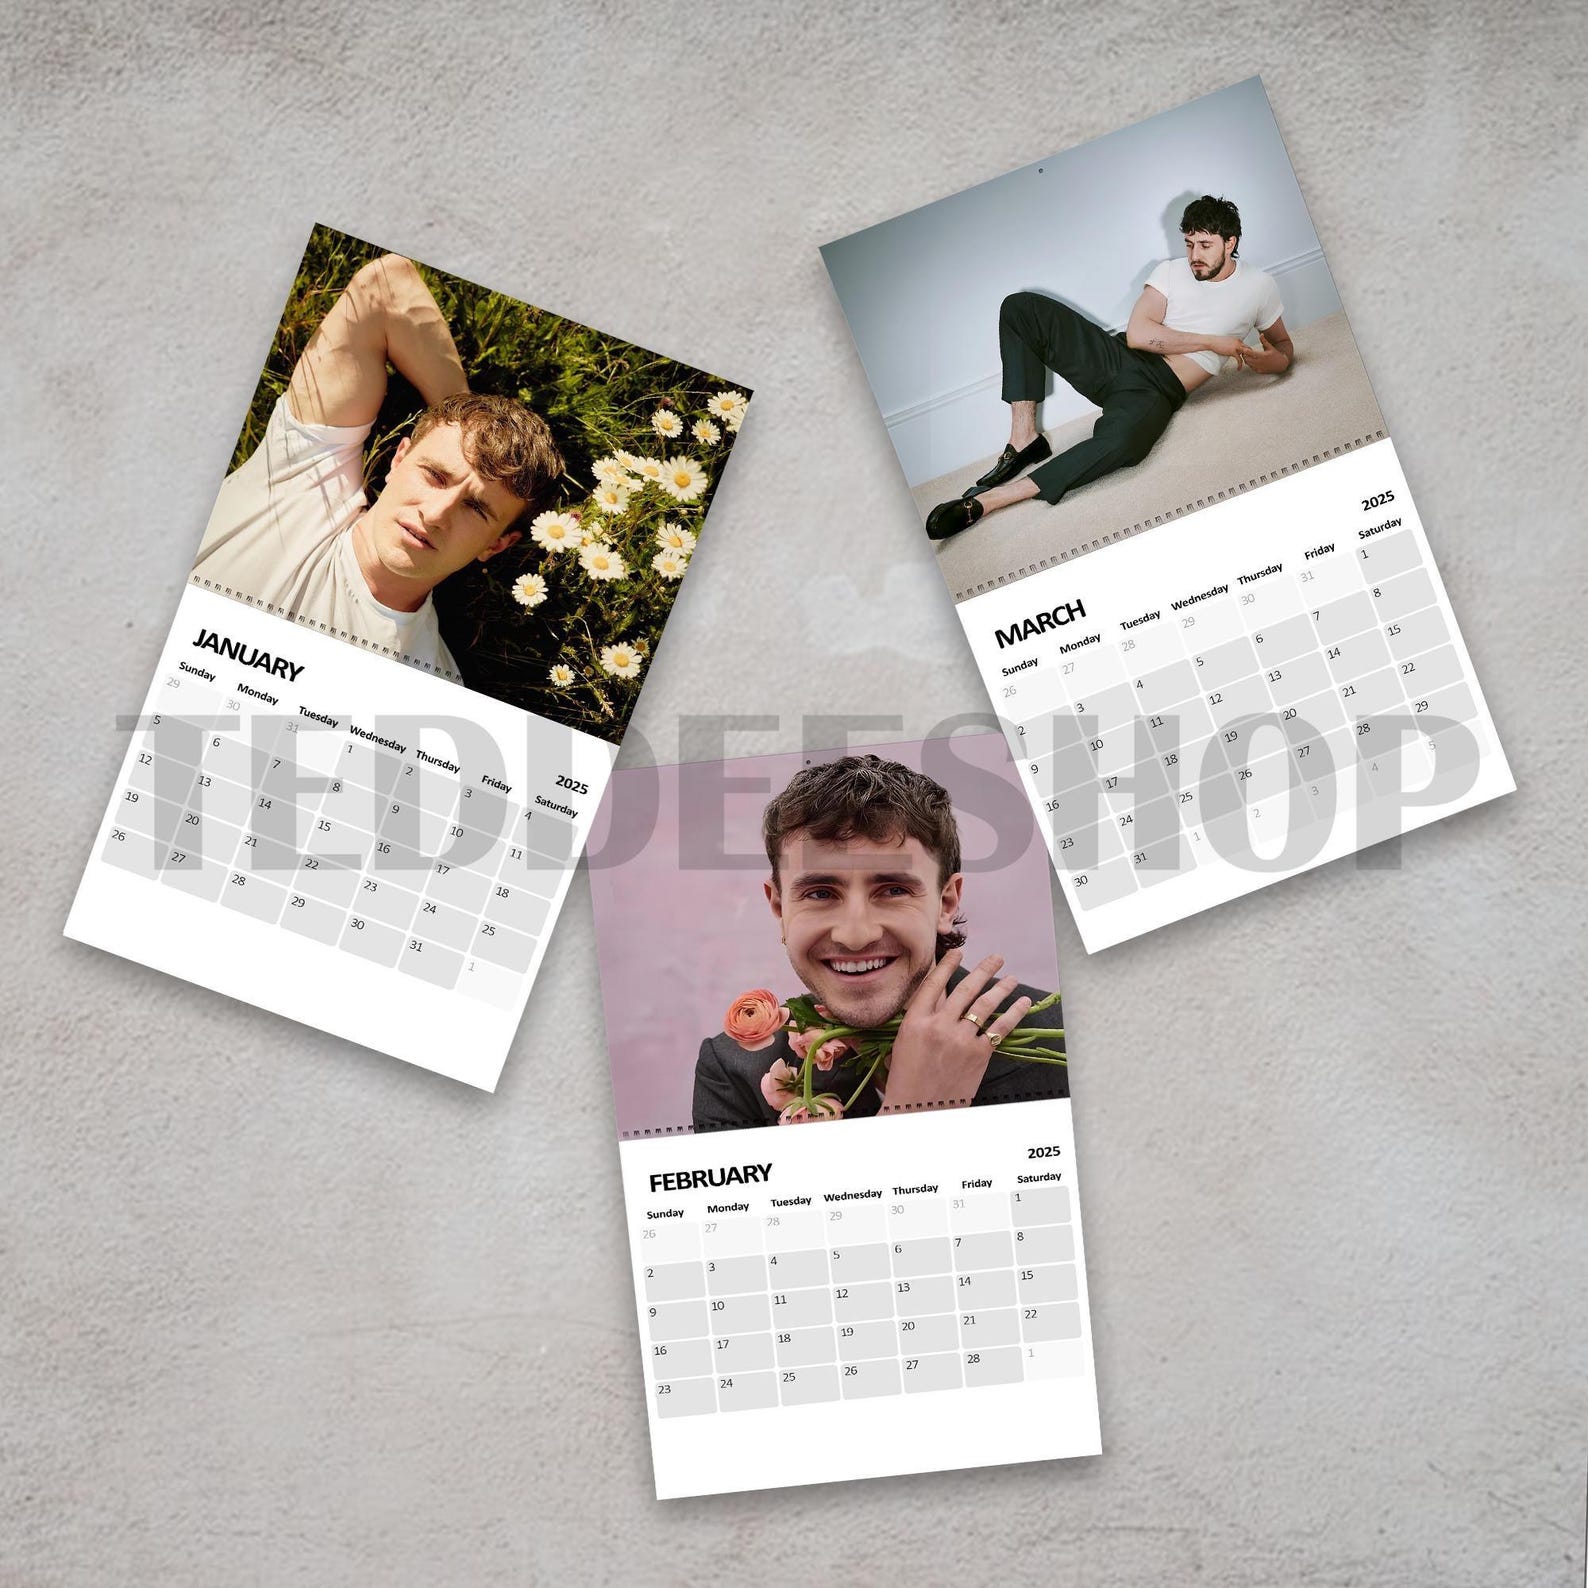 JANUARY
2025
Sunday Monday Tuesday Wednesday Thursday Friday Saturday
29 30 31 1 2 3 4
5 6 7 8 9 10 11
12 13 14 15 16 17 18
19 20 21 22 23 24 25
26 27 28 29 30 31 1
MARCH
2025
Sunday Monday Tuesday Wednesday Thursday Friday Saturday
26 27 28 29 30 31 1
2 3 4 5 6 7 8
9 10 11 12 13 14 15
16 17 18 19 20 21 22
23 24 25 26 27 28 29
30 31 1 2 3 4 5
TEDDEESHOP
FEBRUARY
2025
Sunday Monday Tuesday Wednesday Thursday Friday Saturday
26 27 28 29 30 31 1
2 3 4 5 6 7 8
9 10 11 12 13 14 15
16 17 18 19 20 21 22
23 24 25 26 27 28 1